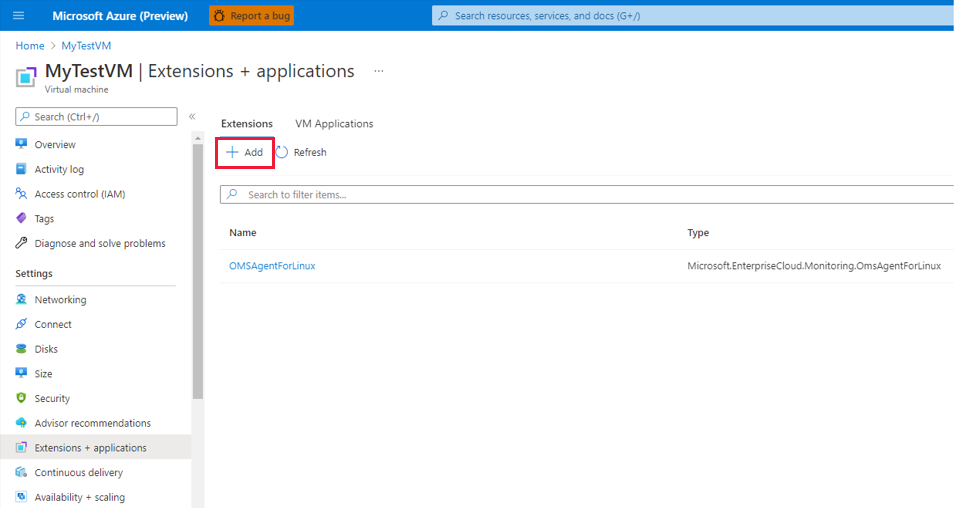 Microsoft Azure (Preview) Report a bug Search resources, services, and docs (G+/)
Home > MyTestVM
MyTestVM | Extensions + applications ...
Virtual machine
Search (Ctrl+/) «
Overview
Activity log
Access control (IAM)
Tags
Diagnose and solve problems
Settings
Networking
Connect
Disks
Size
Security
Advisor recommendations
Extensions + applications
Continuous delivery
Availability + scaling
Extensions VM Applications
+ Add Refresh
Search to filter items...
Name Type
OMSAgentForLinux Microsoft.EnterpriseCloud.Monitoring.OmsAgentForLinux